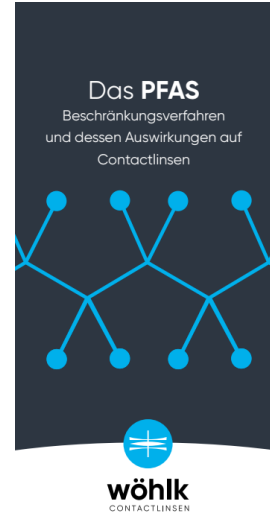 Das PFAS
Beschränkungsverfahren
und dessen Auswirkungen auf
Contactlinsen
wöhlk
CONTACTLINSEN